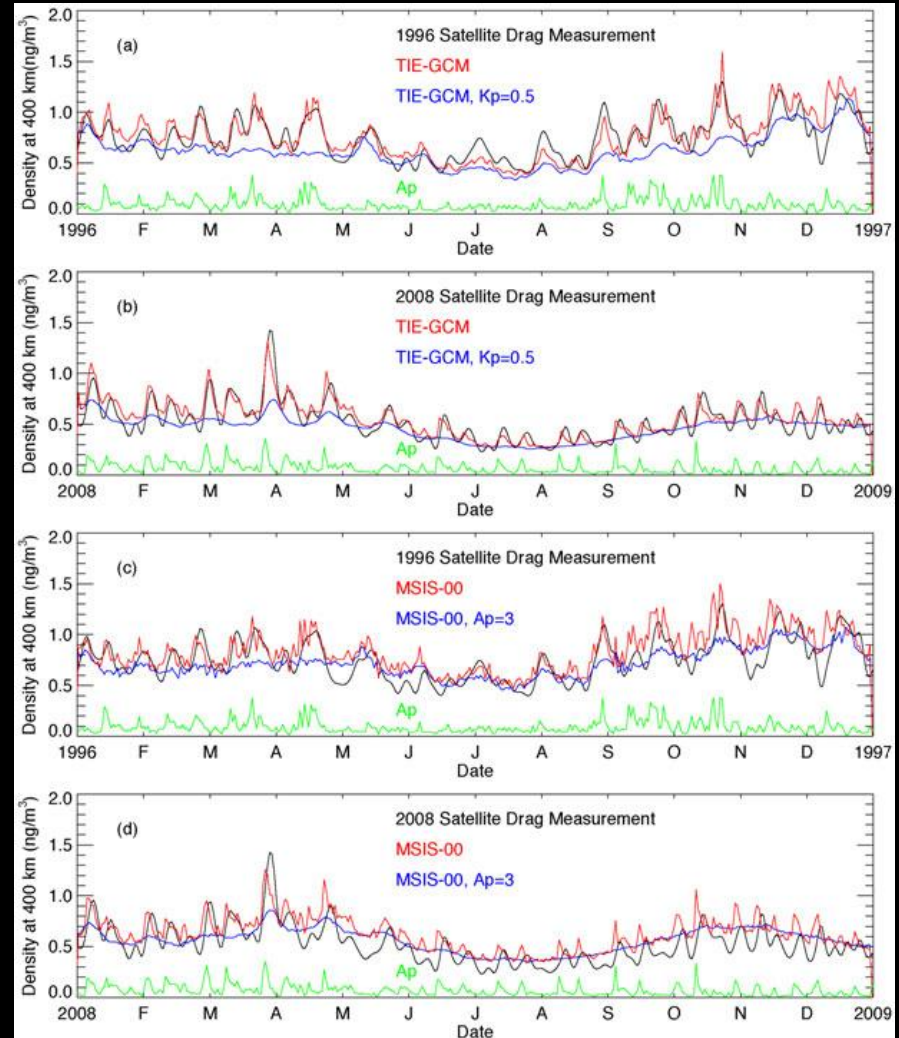 2.0
(a)
1996 Satellite Drag Measurement
TIE-GCM
TIE-GCM, Kp=0.5
1.5
1.0
0.5
0.0
Ap
Density at 400 km(ng/m³)
1996 F M A M J J A S O N D 1997
Date
2.0
(b)
2008 Satellite Drag Measurement
TIE-GCM
TIE-GCM, Kp=0.5
1.5
1.0
0.5
0.0
Ap
Density at 400 km (ng/m³)
2008 F M A M J J A S O N D 2009
Date
2.0
(c)
1996 Satellite Drag Measurement
MSIS-00
MSIS-00, Ap=3
1.5
1.0
0.5
0.0
Ap
Density at 400 km (ng/m³)
1996 F M A M J J A S O N D 1997
Date
2.0
(d)
2008 Satellite Drag Measurement
MSIS-00
MSIS-00, Ap=3
1.5
1.0
0.5
0.0
Ap
Density at 400 km (ng/m³)
2008 F M A M J J A S O N D 2009
Date